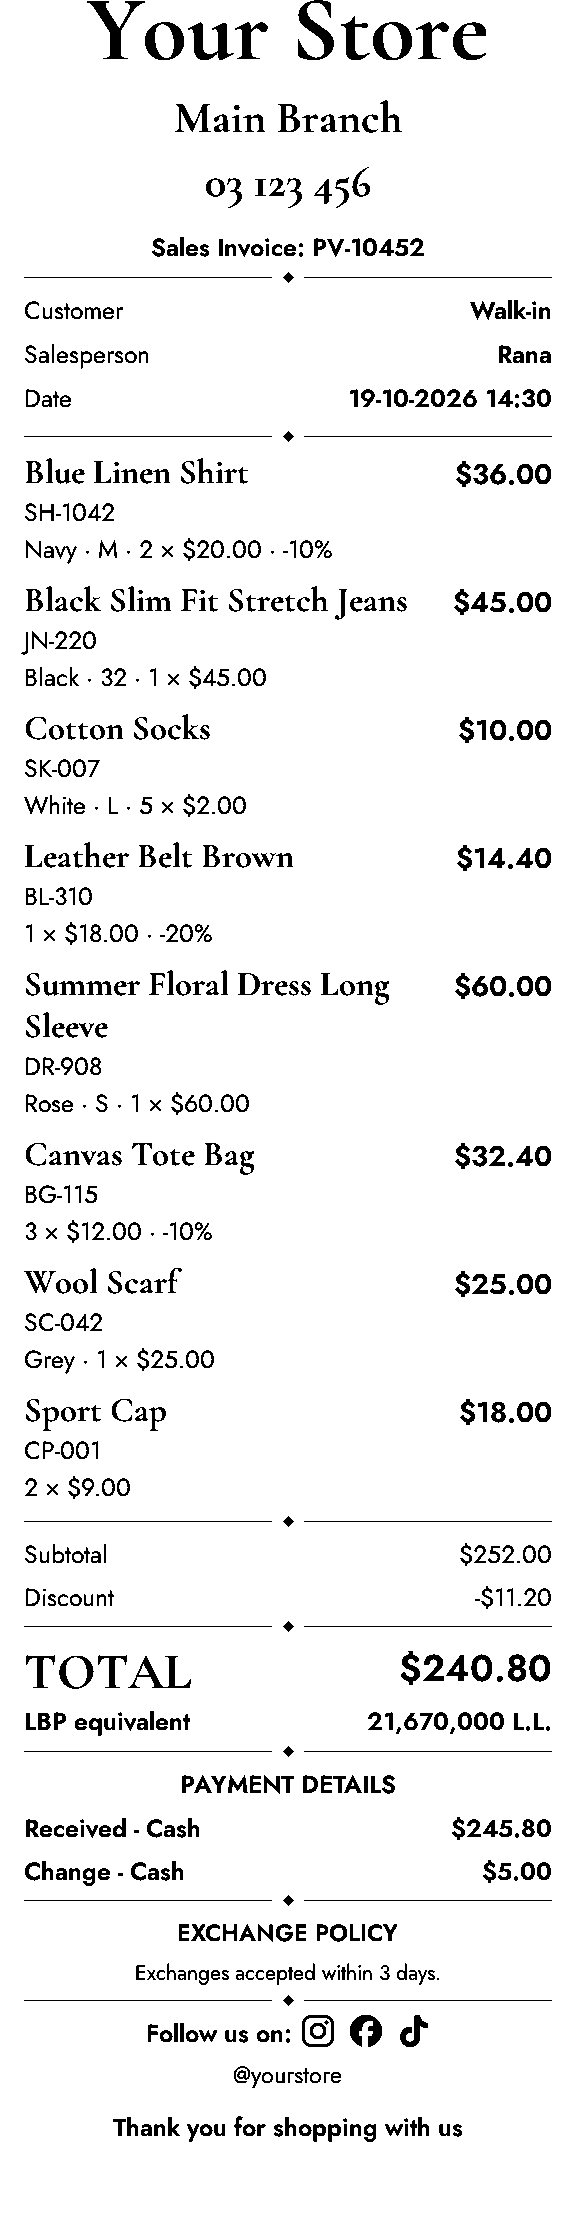 Your Store
Main Branch
03 123 456
Sales Invoice: PV-10452
Customer Walk-in
Salesperson Rana
Date 19-10-2026 14:30
Blue Linen Shirt $36.00
SH-1042
Navy · M · 2 × $20.00 · -10%
Black Slim Fit Stretch Jeans $45.00
JN-220
Black · 32 · 1 × $45.00
Cotton Socks $10.00
SK-007
White · L · 5 × $2.00
Leather Belt Brown $14.40
BL-310
1 × $18.00 · -20%
Summer Floral Dress Long $60.00
Sleeve
DR-908
Rose · S · 1 × $60.00
Canvas Tote Bag $32.40
BG-115
3 × $12.00 · -10%
Wool Scarf $25.00
SC-042
Grey · 1 × $25.00
Sport Cap $18.00
CP-001
2 × $9.00
Subtotal $252.00
Discount -$11.20
TOTAL $240.80
LBP equivalent 21,670,000 L.L.
PAYMENT DETAILS
Received - Cash $245.80
Change - Cash $5.00
EXCHANGE POLICY
Exchanges accepted within 3 days.
Follow us on:
@yourstore
Thank you for shopping with us